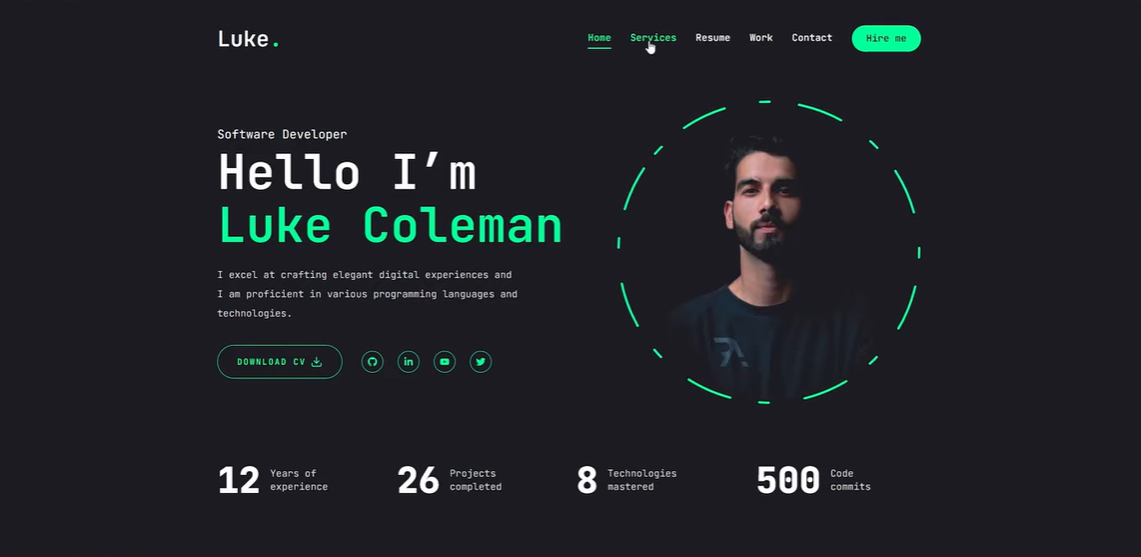 Luke.
Home Services Resume Work Contact Hire me
Software Developer
Hello I’m
Luke Coleman
I excel at crafting elegant digital experiences and
I am proficient in various programming languages and
technologies.
DOWNLOAD CV
12 Years of
experience
26 Projects
completed
8 Technologies
mastered
500 Code
commits